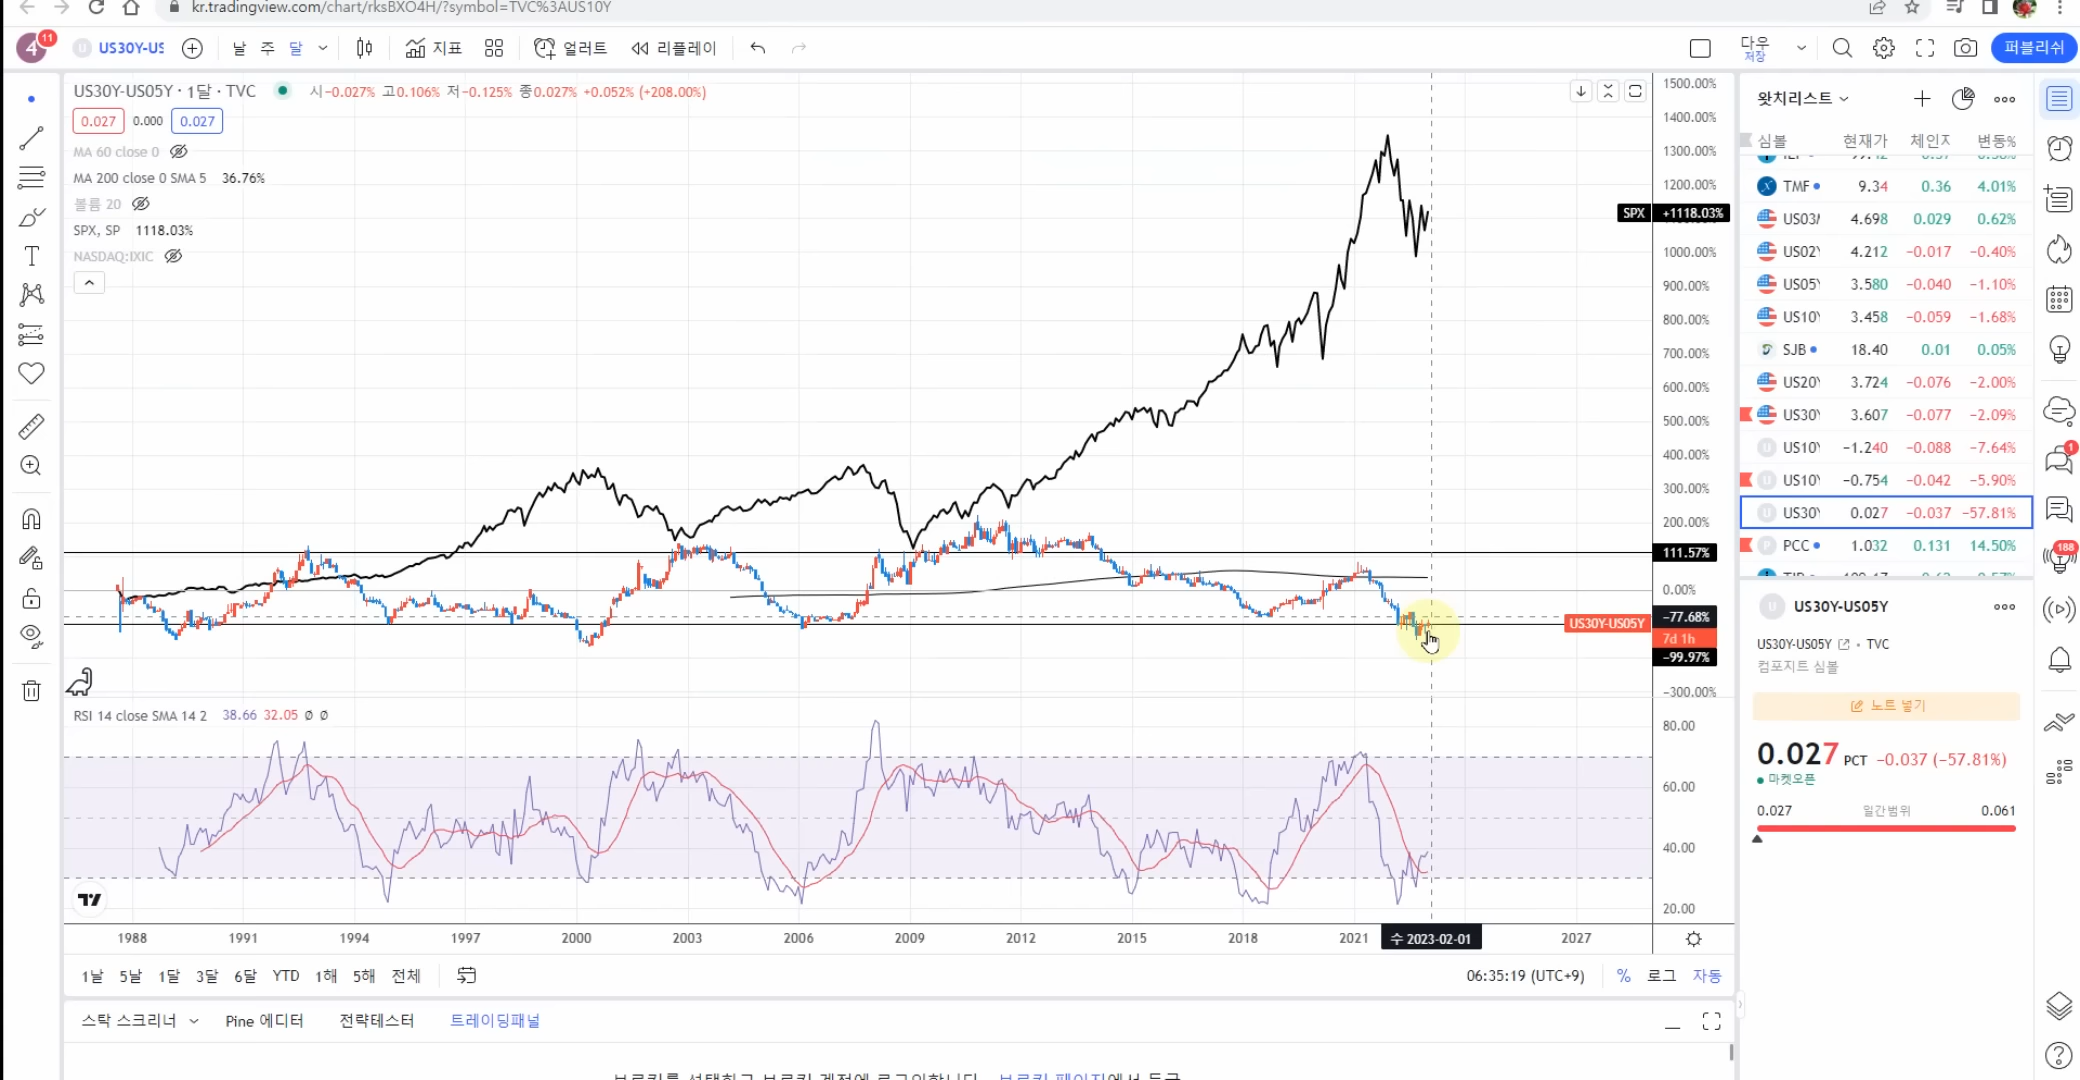 kr.tradingview.com/chart/rksBXO4H/?symbol=TVC%3AUS10Y
4 11 US30Y-US 날 주 달 지표 얼러트 리플레이 다우 저장 퍼블리쉬
US30Y-US05Y · 1달 · TVC 시-0.027% 고0.106% 저-0.125% 종0.027% +0.052% (+208.00%)
0.027 0.000 0.027
MA 60 close 0
MA 200 close 0 SMA 5 36.76%
볼륨 20
SPX, SP 1118.03%
NASDAQ:IXIC
1500.00%
1400.00%
1300.00%
1200.00%
SPX +1118.03%
1000.00%
900.00%
800.00%
700.00%
600.00%
500.00%
400.00%
300.00%
200.00%
111.57%
0.00%
-77.68%
US30Y-US05Y
7d 1h
-99.97%
-300.00%
RSI 14 close SMA 14 2 38.66 32.05 Ø Ø
80.00
60.00
40.00
20.00
1988 1991 1994 1997 2000 2003 2006 2009 2012 2015 2018 2021 수 2023-02-01 2027
1날 5날 1달 3달 6달 YTD 1해 5해 전체 06:35:19 (UTC+9) % 로그 자동
스탁 스크리너 Pine 에디터 전략테스터 트레이딩패널
왓치리스트
심볼 현재가 체인지 변동%
TMF 9.34 0.36 4.01%
US03M 4.698 0.029 0.62%
US02Y 4.212 -0.017 -0.40%
US05Y 3.580 -0.040 -1.10%
US10Y 3.458 -0.059 -1.68%
SJB 18.40 0.01 0.05%
US20Y 3.724 -0.076 -2.00%
US30Y 3.607 -0.077 -2.09%
US10Y -1.240 -0.088 -7.64%
US10Y -0.754 -0.042 -5.90%
US30Y 0.027 -0.037 -57.81%
PCC 1.032 0.131 14.50%
1
188
US30Y-US05Y
US30Y-US05Y · TVC
컴포지트 심볼
노트 넣기
0.027 PCT -0.037 (-57.81%)
마켓오픈
0.027 일간범위 0.061